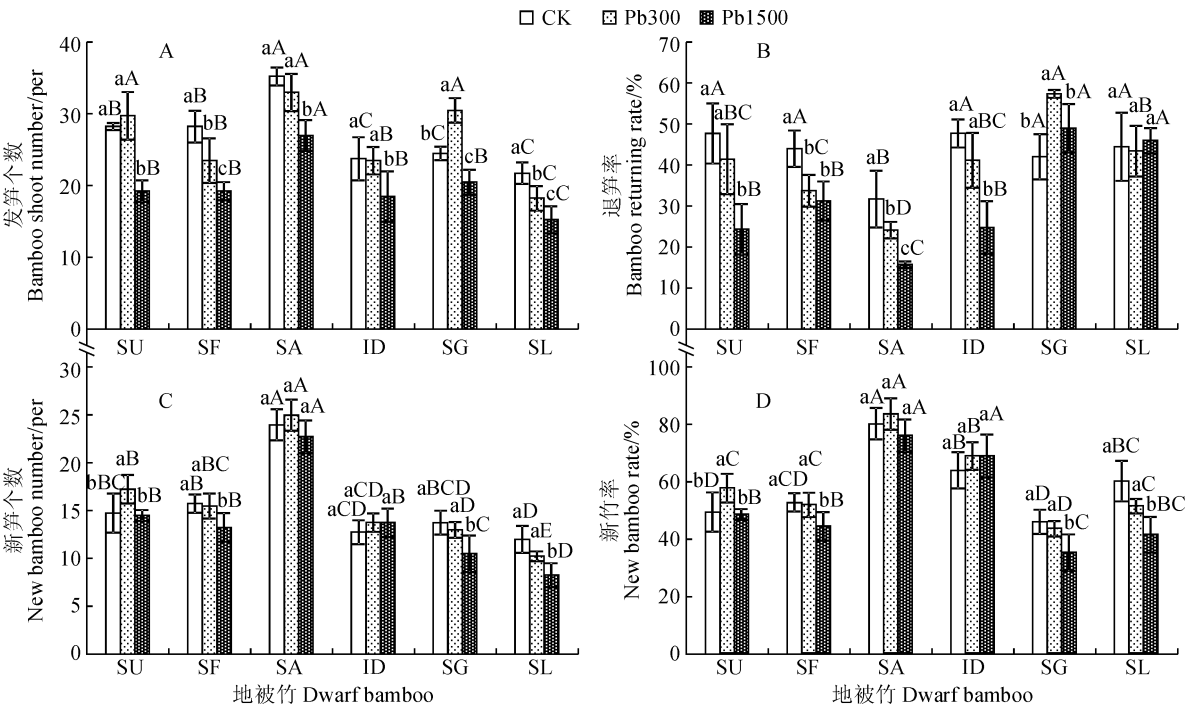 CK Pb300 Pb1500
A
发笋个数
Bamboo shoot number/per
40
30
20
10
0
aB aA bB
aB bB cB
aA aA bA
aC aB bB
bC aA cB
aC bC cC
SU SF SA ID SG SL
B
退笋率
Bamboo returning rate/%
70
60
50
40
30
20
10
0
aA aBC bB
aA bC bB
aB bD cC
aA aBC bB
bA aA bA
aA aB aA
SU SF SA ID SG SL
C
新笋个数
New bamboo number/per
30
25
20
15
10
5
0
bBC aB bB
aB aBC bB
aA aA aA
aCD aCD aB
aBCD aD bC
aD aE bD
SU SF SA ID SG SL
地被竹 Dwarf bamboo
D
新竹率
New bamboo rate/%
100
80
60
40
20
0
bD aC bB
aCD aC bB
aA aA aA
aB aB aA
aD aD bC
aBC aC bBC
SU SF SA ID SG SL
地被竹 Dwarf bamboo